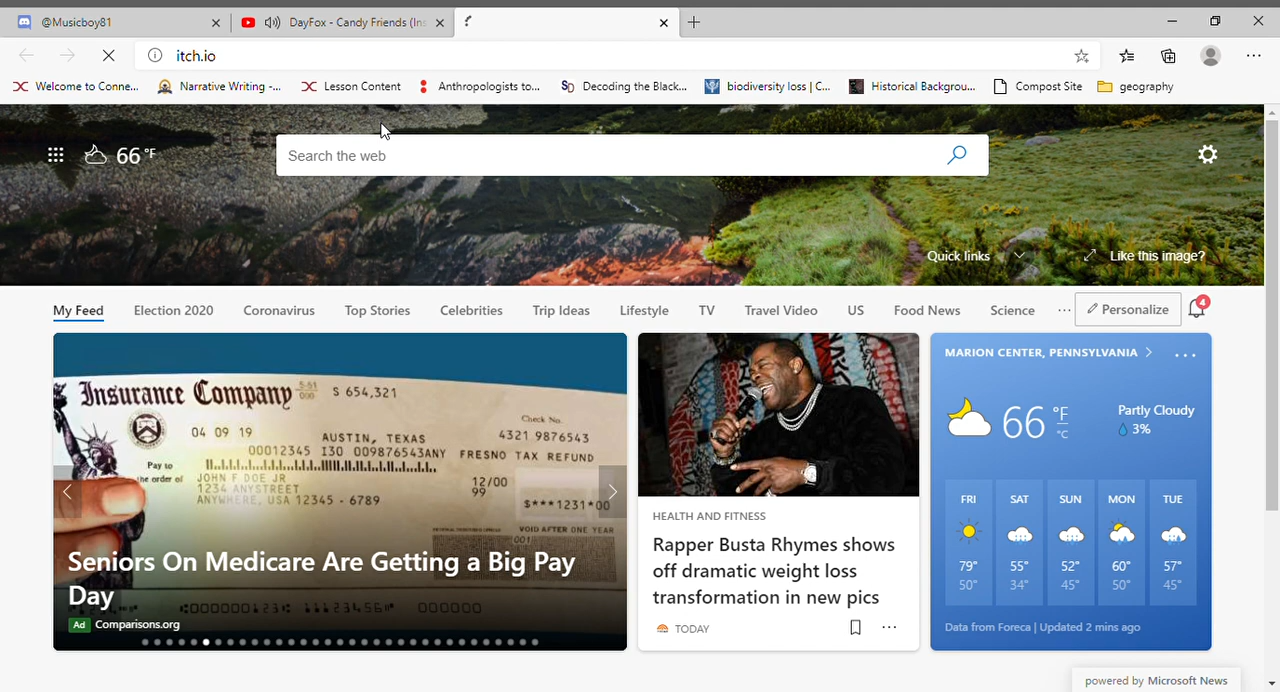 @Musicboy81
DayFox - Candy Friends (Ins
itch.io
Welcome to Conne...
Narrative Writing -...
Lesson Content
Anthropologists to...
Decoding the Black...
biodiversity loss | C...
Historical Backgrou...
Compost Site
geography
66 °F
Search the web
Quick links
Like this image?
My Feed
Election 2020
Coronavirus
Top Stories
Celebrities
Trip Ideas
Lifestyle
TV
Travel Video
US
Food News
Science
...
Personalize
4
Insurance Company
5-51
000
$ 654,321
Check No.
04 09 19
AUSTIN, TEXAS
4321 9876543
00012345 I30 009876543ANY FRESNO TAX REFUND
Pay to
the order of
JOHN F DOE JR
1234 ANYSTREET
ANYWHERE, USA 12345 - 6789
12/00
99
$***1231*00
VOID AFTER ONE YEAR
001
Seniors On Medicare Are Getting a Big Pay
Day
Ad Comparisons.org
HEALTH AND FITNESS
Rapper Busta Rhymes shows
off dramatic weight loss
transformation in new pics
TODAY
MARION CENTER, PENNSYLVANIA
66 °F
°C
Partly Cloudy
3%
FRI
SAT
SUN
MON
TUE
79°
55°
52°
60°
57°
50°
34°
45°
50°
45°
Data from Foreca | Updated 2 mins ago
powered by Microsoft News